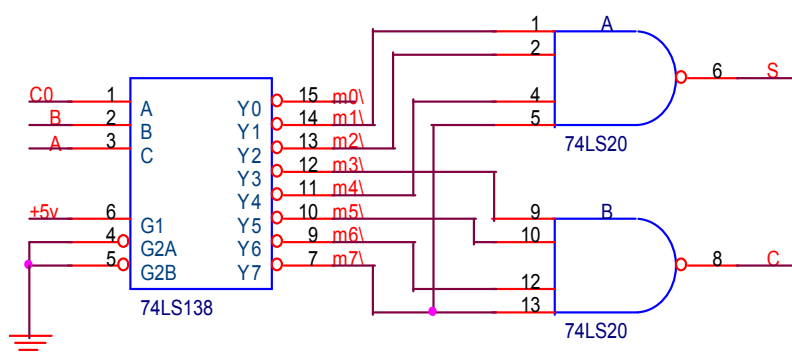 C0 1 A
B 2 B
A 3 C
+5v 6 G1
4 G2A
5 G2B
Y0 15 m0\
Y1 14 m1\
Y2 13 m2\
Y3 12 m3\
Y4 11 m4\
Y5 10 m5\
Y6 9 m6\
Y7 7 m7\
74LS138
1 A
2
4
5
6 S
74LS20
9 B
10
12
13
8 C
74LS20